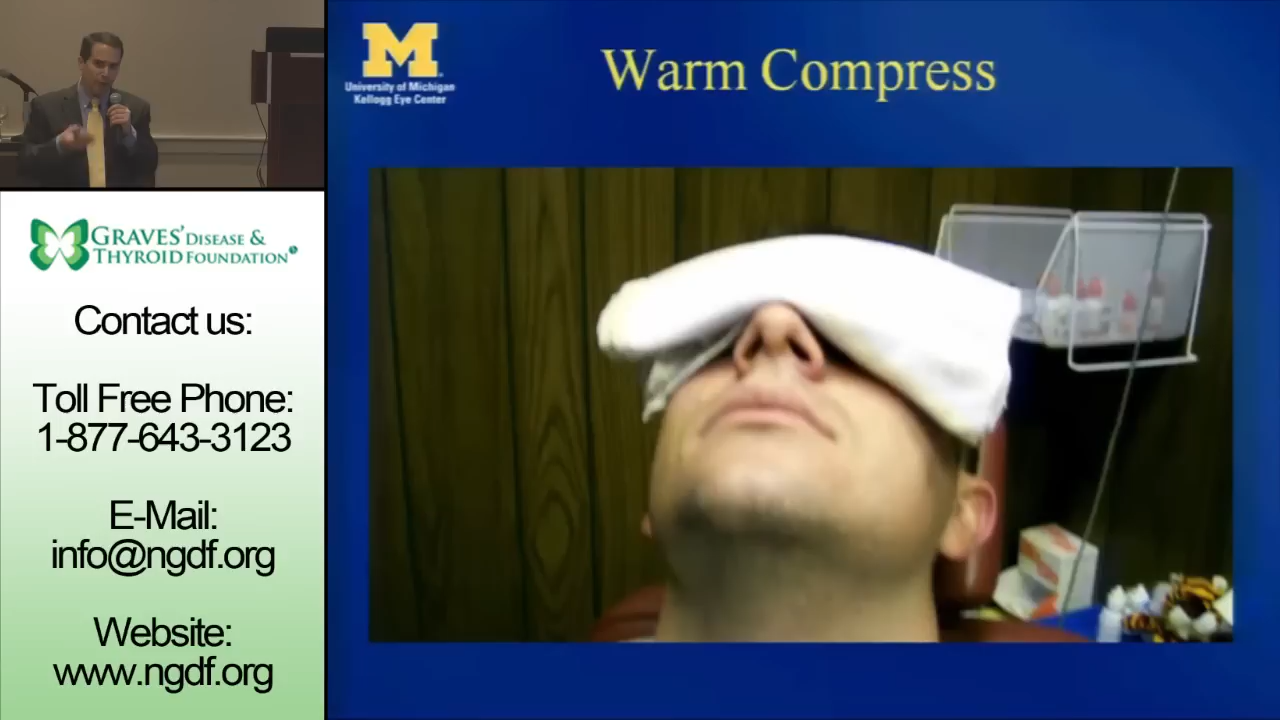 M
University of Michigan
Kellogg Eye Center
Warm Compress
GRAVES' DISEASE &
THYROID FOUNDATION
Contact us:
Toll Free Phone:
1-877-643-3123
E-Mail:
info@ngdf.org
Website:
www.ngdf.org